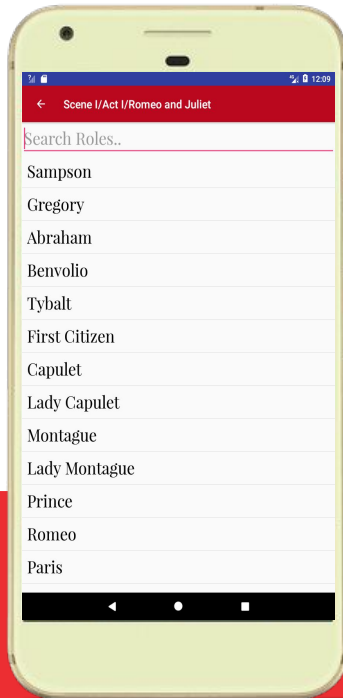 12:09
Scene I/Act I/Romeo and Juliet
Search Roles..
Sampson
Gregory
Abraham
Benvolio
Tybalt
First Citizen
Capulet
Lady Capulet
Montague
Lady Montague
Prince
Romeo
Paris